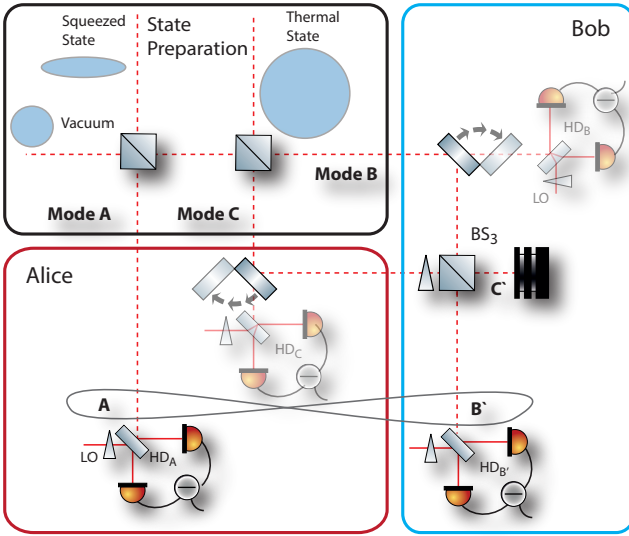 Squeezed
State
State
Preparation
Thermal
State
Vacuum
Mode A
Mode C
Mode B
Bob
HD_B
LO
BS_3
C`
Alice
HD_C
A
B`
LO
HD_A
HD_B'